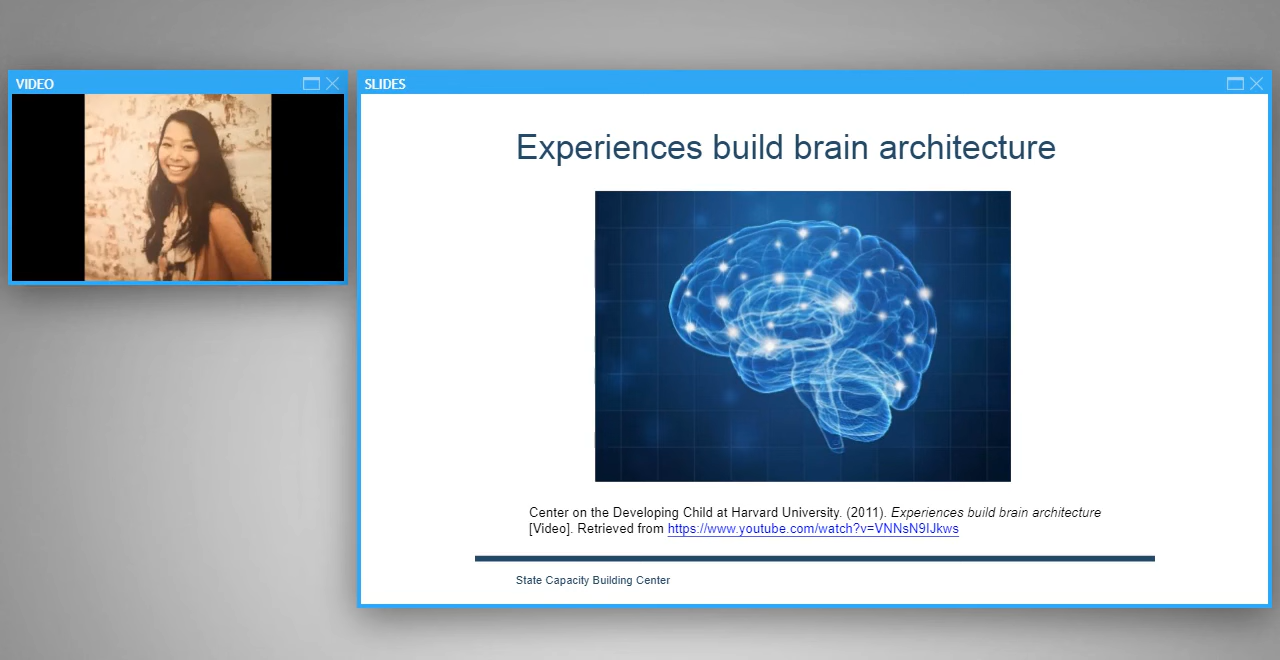 VIDEO
SLIDES
Experiences build brain architecture
Center on the Developing Child at Harvard University. (2011). Experiences build brain architecture
[Video]. Retrieved from https://www.youtube.com/watch?v=VNNsN9IJkws
State Capacity Building Center